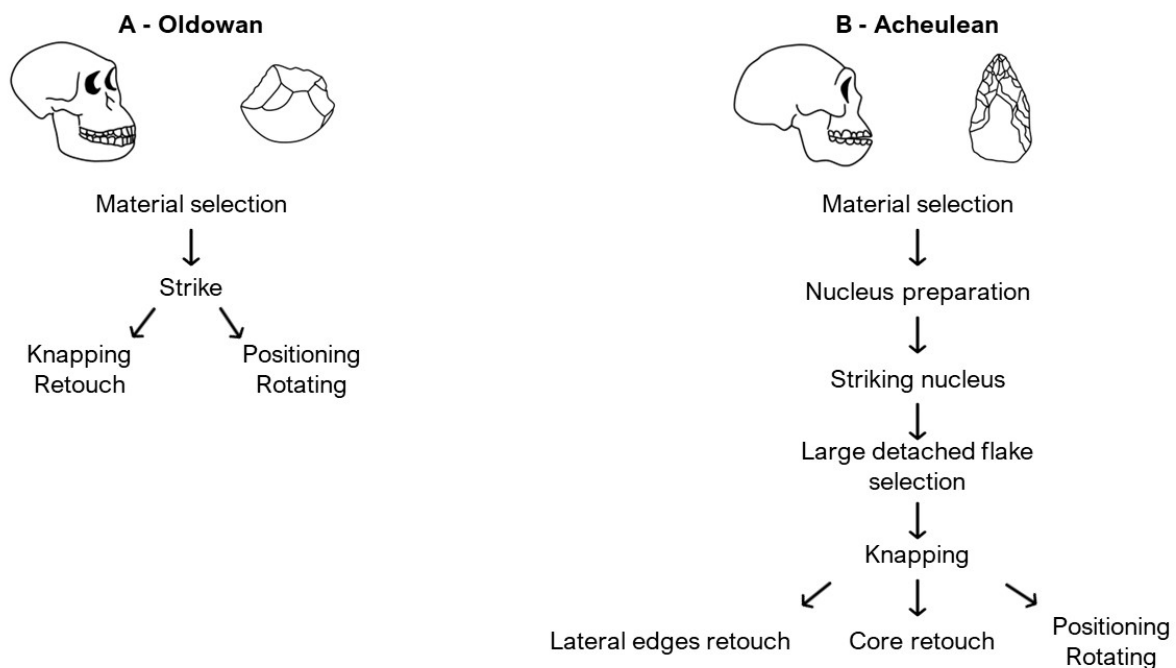 A - Oldowan
Material selection
Strike
Knapping
Retouch
Positioning
Rotating
B - Acheulean
Material selection
Nucleus preparation
Striking nucleus
Large detached flake
selection
Knapping
Lateral edges retouch
Core retouch
Positioning
Rotating